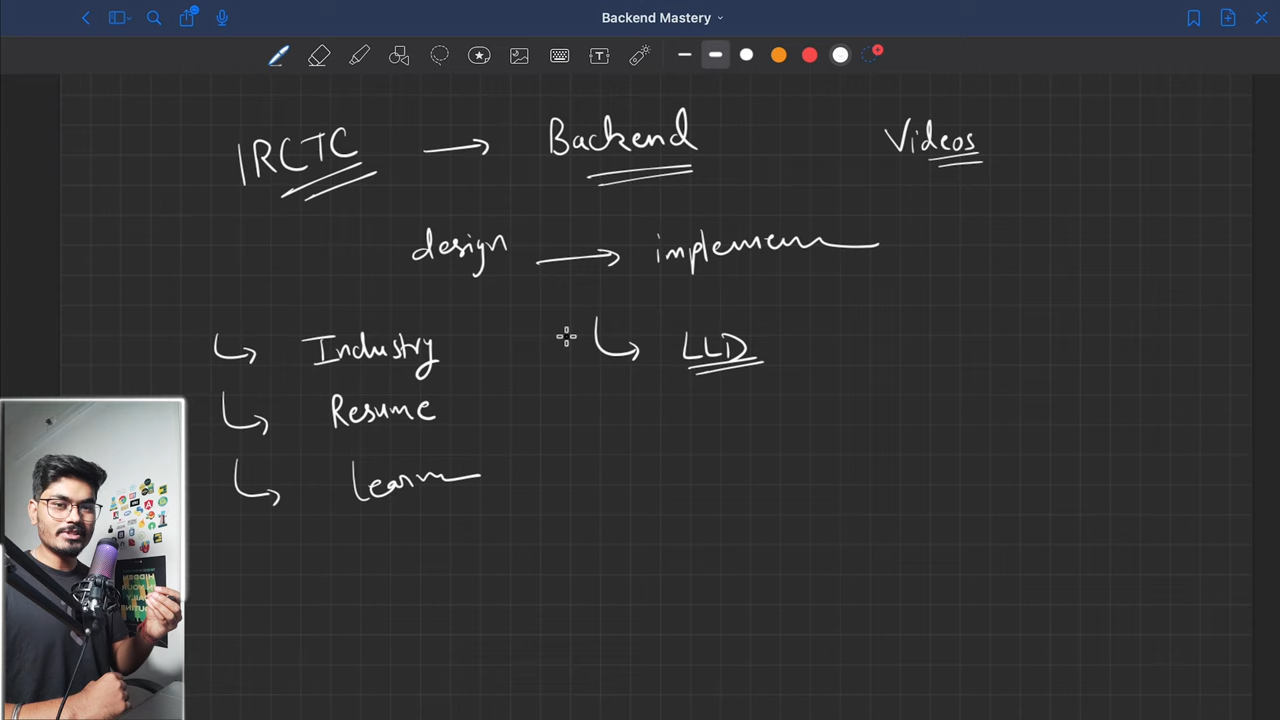 Backend Mastery
IRCTC → Backend Videos
design → implemen
↳ Industry ↳ LLD
↳ Resume
↳ learn